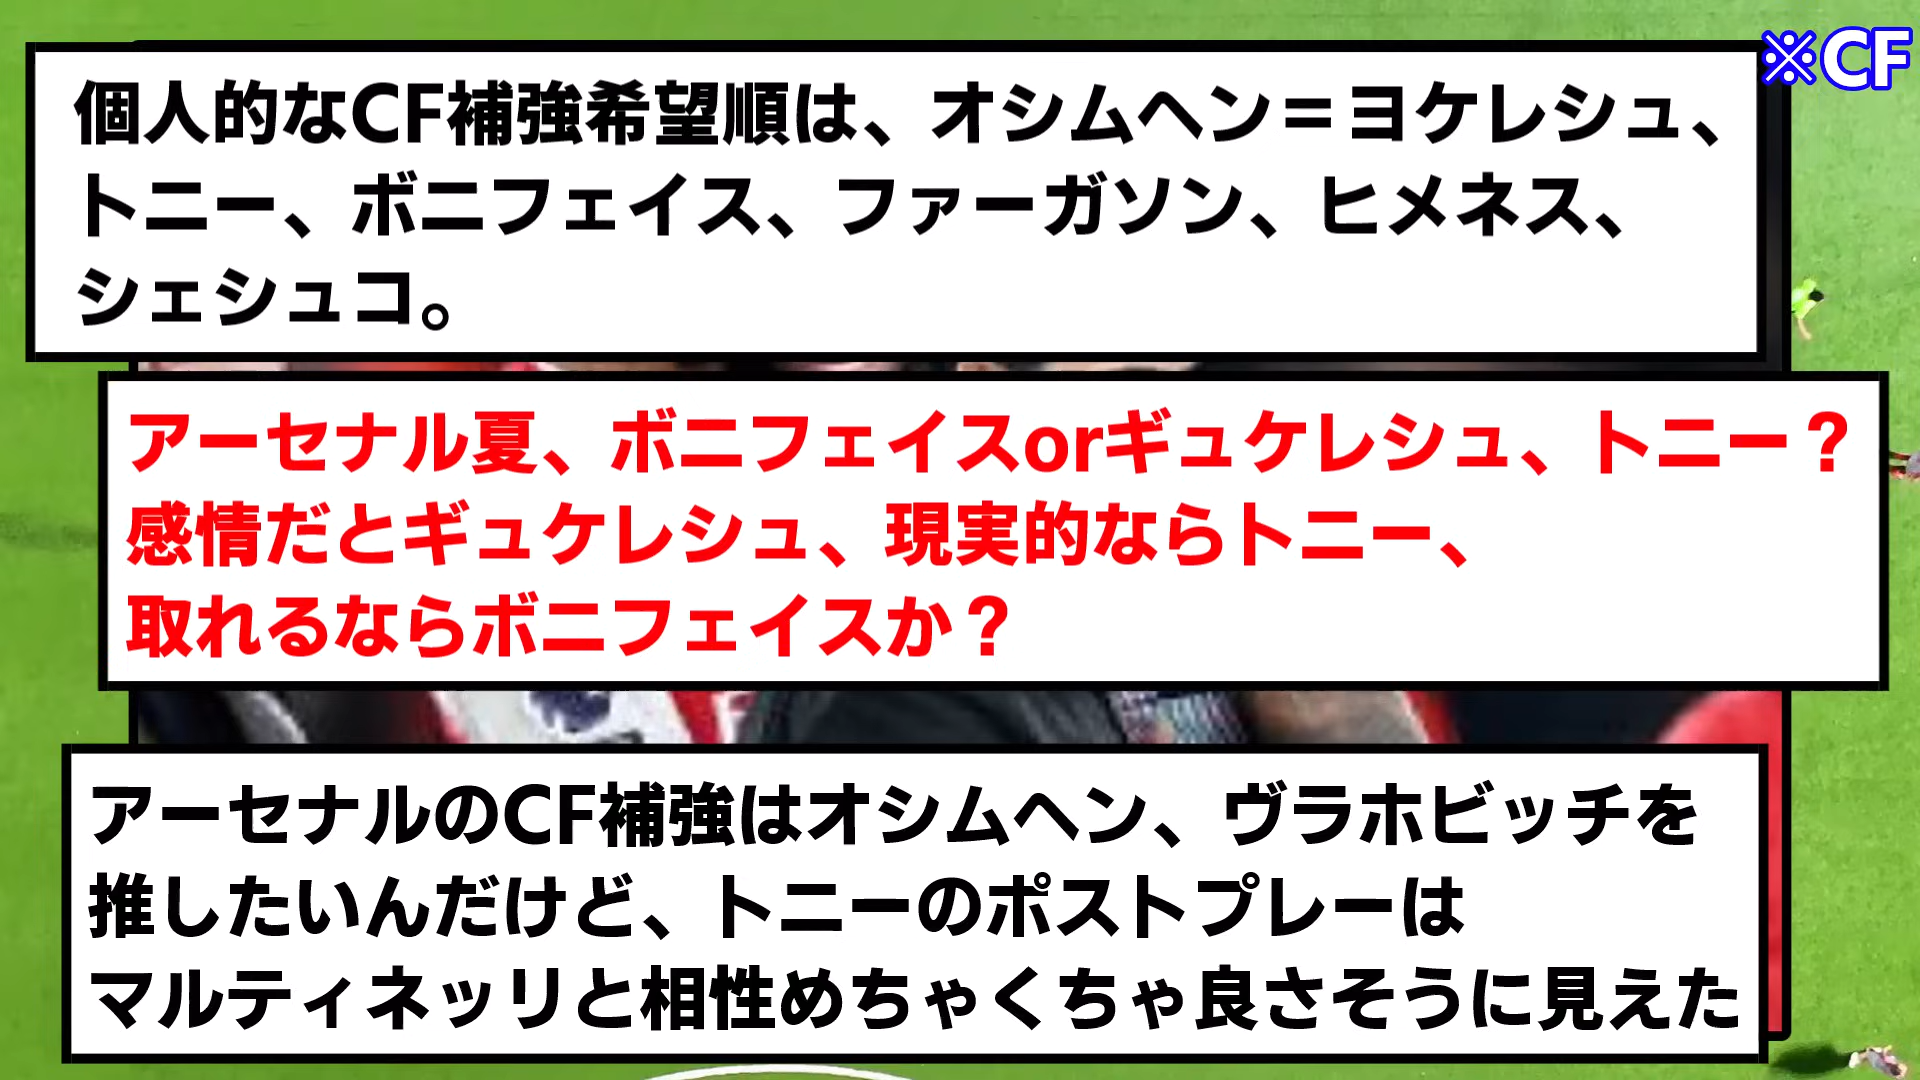 ※CF
個人的なCF補強希望順は、オシムヘン＝ヨケレシュ、
トニー、ボニフェイス、ファーガソン、ヒメネス、
シェシュコ。
アーセナル夏、ボニフェイスorギュケレシュ、トニー？
感情だとギュケレシュ、現実的ならトニー、
取れるならボニフェイスか？
アーセナルのCF補強はオシムヘン、ヴラホビッチを
推したいんだけど、トニーのポストプレーは
マルティネッリと相性めちゃくちゃ良さそうに見えた